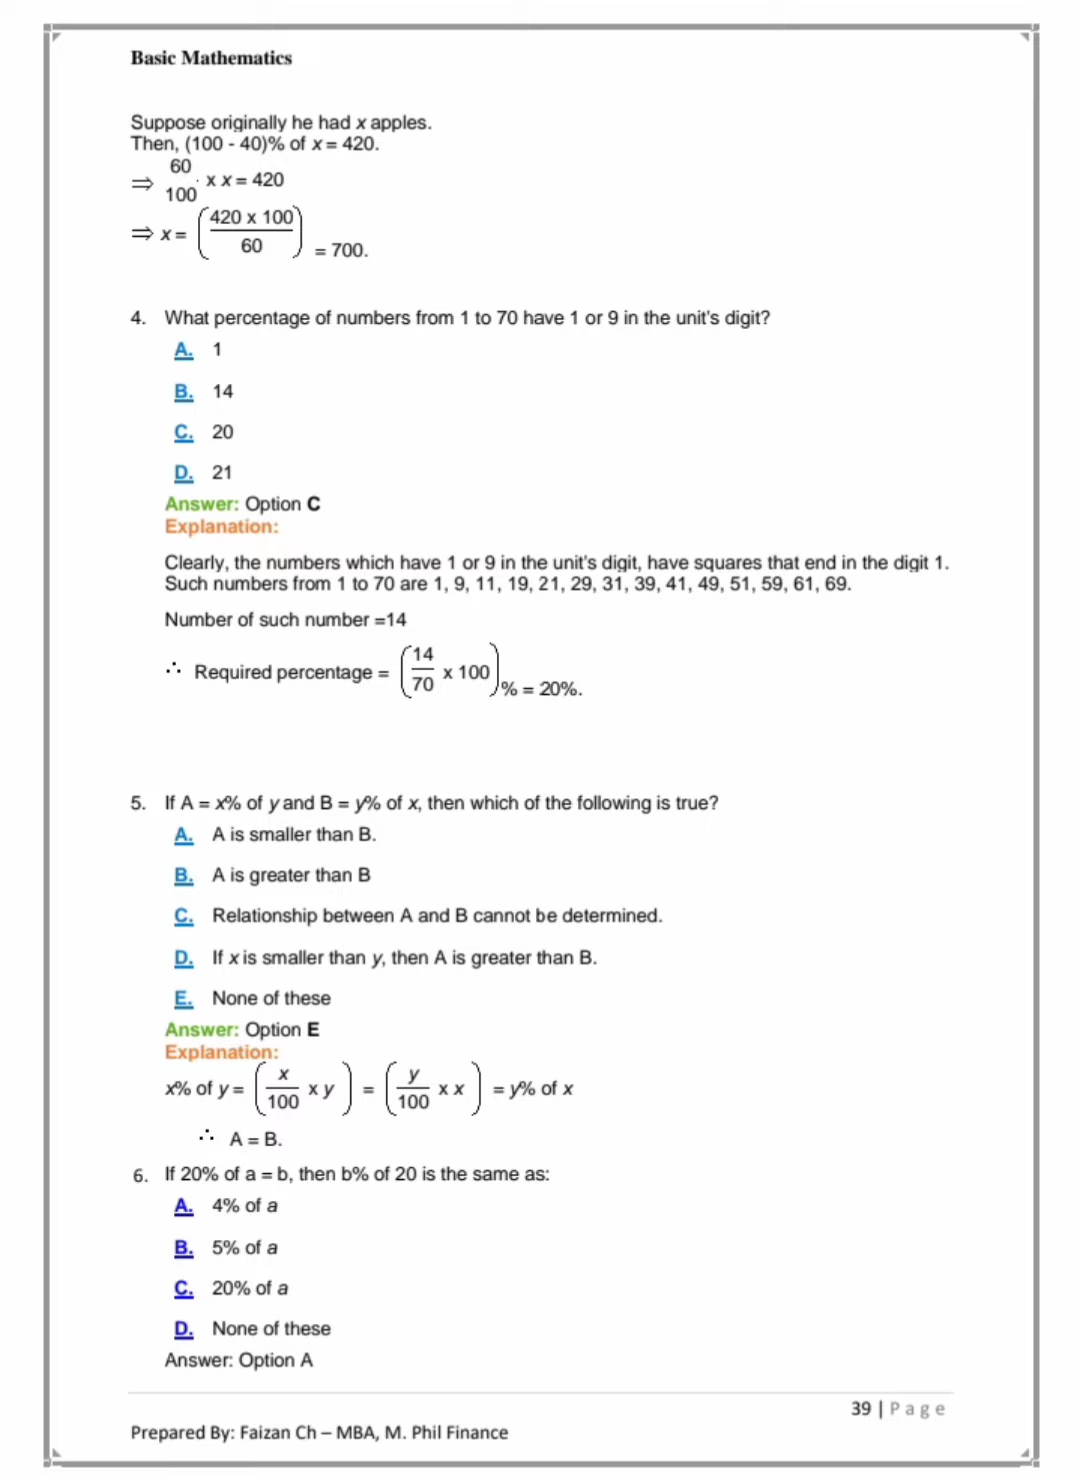 Basic Mathematics
Suppose originally he had x apples.
Then, (100 - 40)% of x = 420.
⇒ 60/100 x x = 420
⇒ x = (420 x 100/60) = 700.
4. What percentage of numbers from 1 to 70 have 1 or 9 in the unit's digit?
A. 1
B. 14
C. 20
D. 21
Answer: Option C
Explanation:
Clearly, the numbers which have 1 or 9 in the unit's digit, have squares that end in the digit 1.
Such numbers from 1 to 70 are 1, 9, 11, 19, 21, 29, 31, 39, 41, 49, 51, 59, 61, 69.
Number of such number =14
∴ Required percentage = (14/70 x 100)% = 20%.
5. If A = x% of y and B = y% of x, then which of the following is true?
A. A is smaller than B.
B. A is greater than B
C. Relationship between A and B cannot be determined.
D. If x is smaller than y, then A is greater than B.
E. None of these
Answer: Option E
Explanation:
x% of y = (x/100 x y) = (y/100 x x) = y% of x
∴ A = B.
6. If 20% of a = b, then b% of 20 is the same as:
A. 4% of a
B. 5% of a
C. 20% of a
D. None of these
Answer: Option A
39 | Page
Prepared By: Faizan Ch – MBA, M. Phil Finance